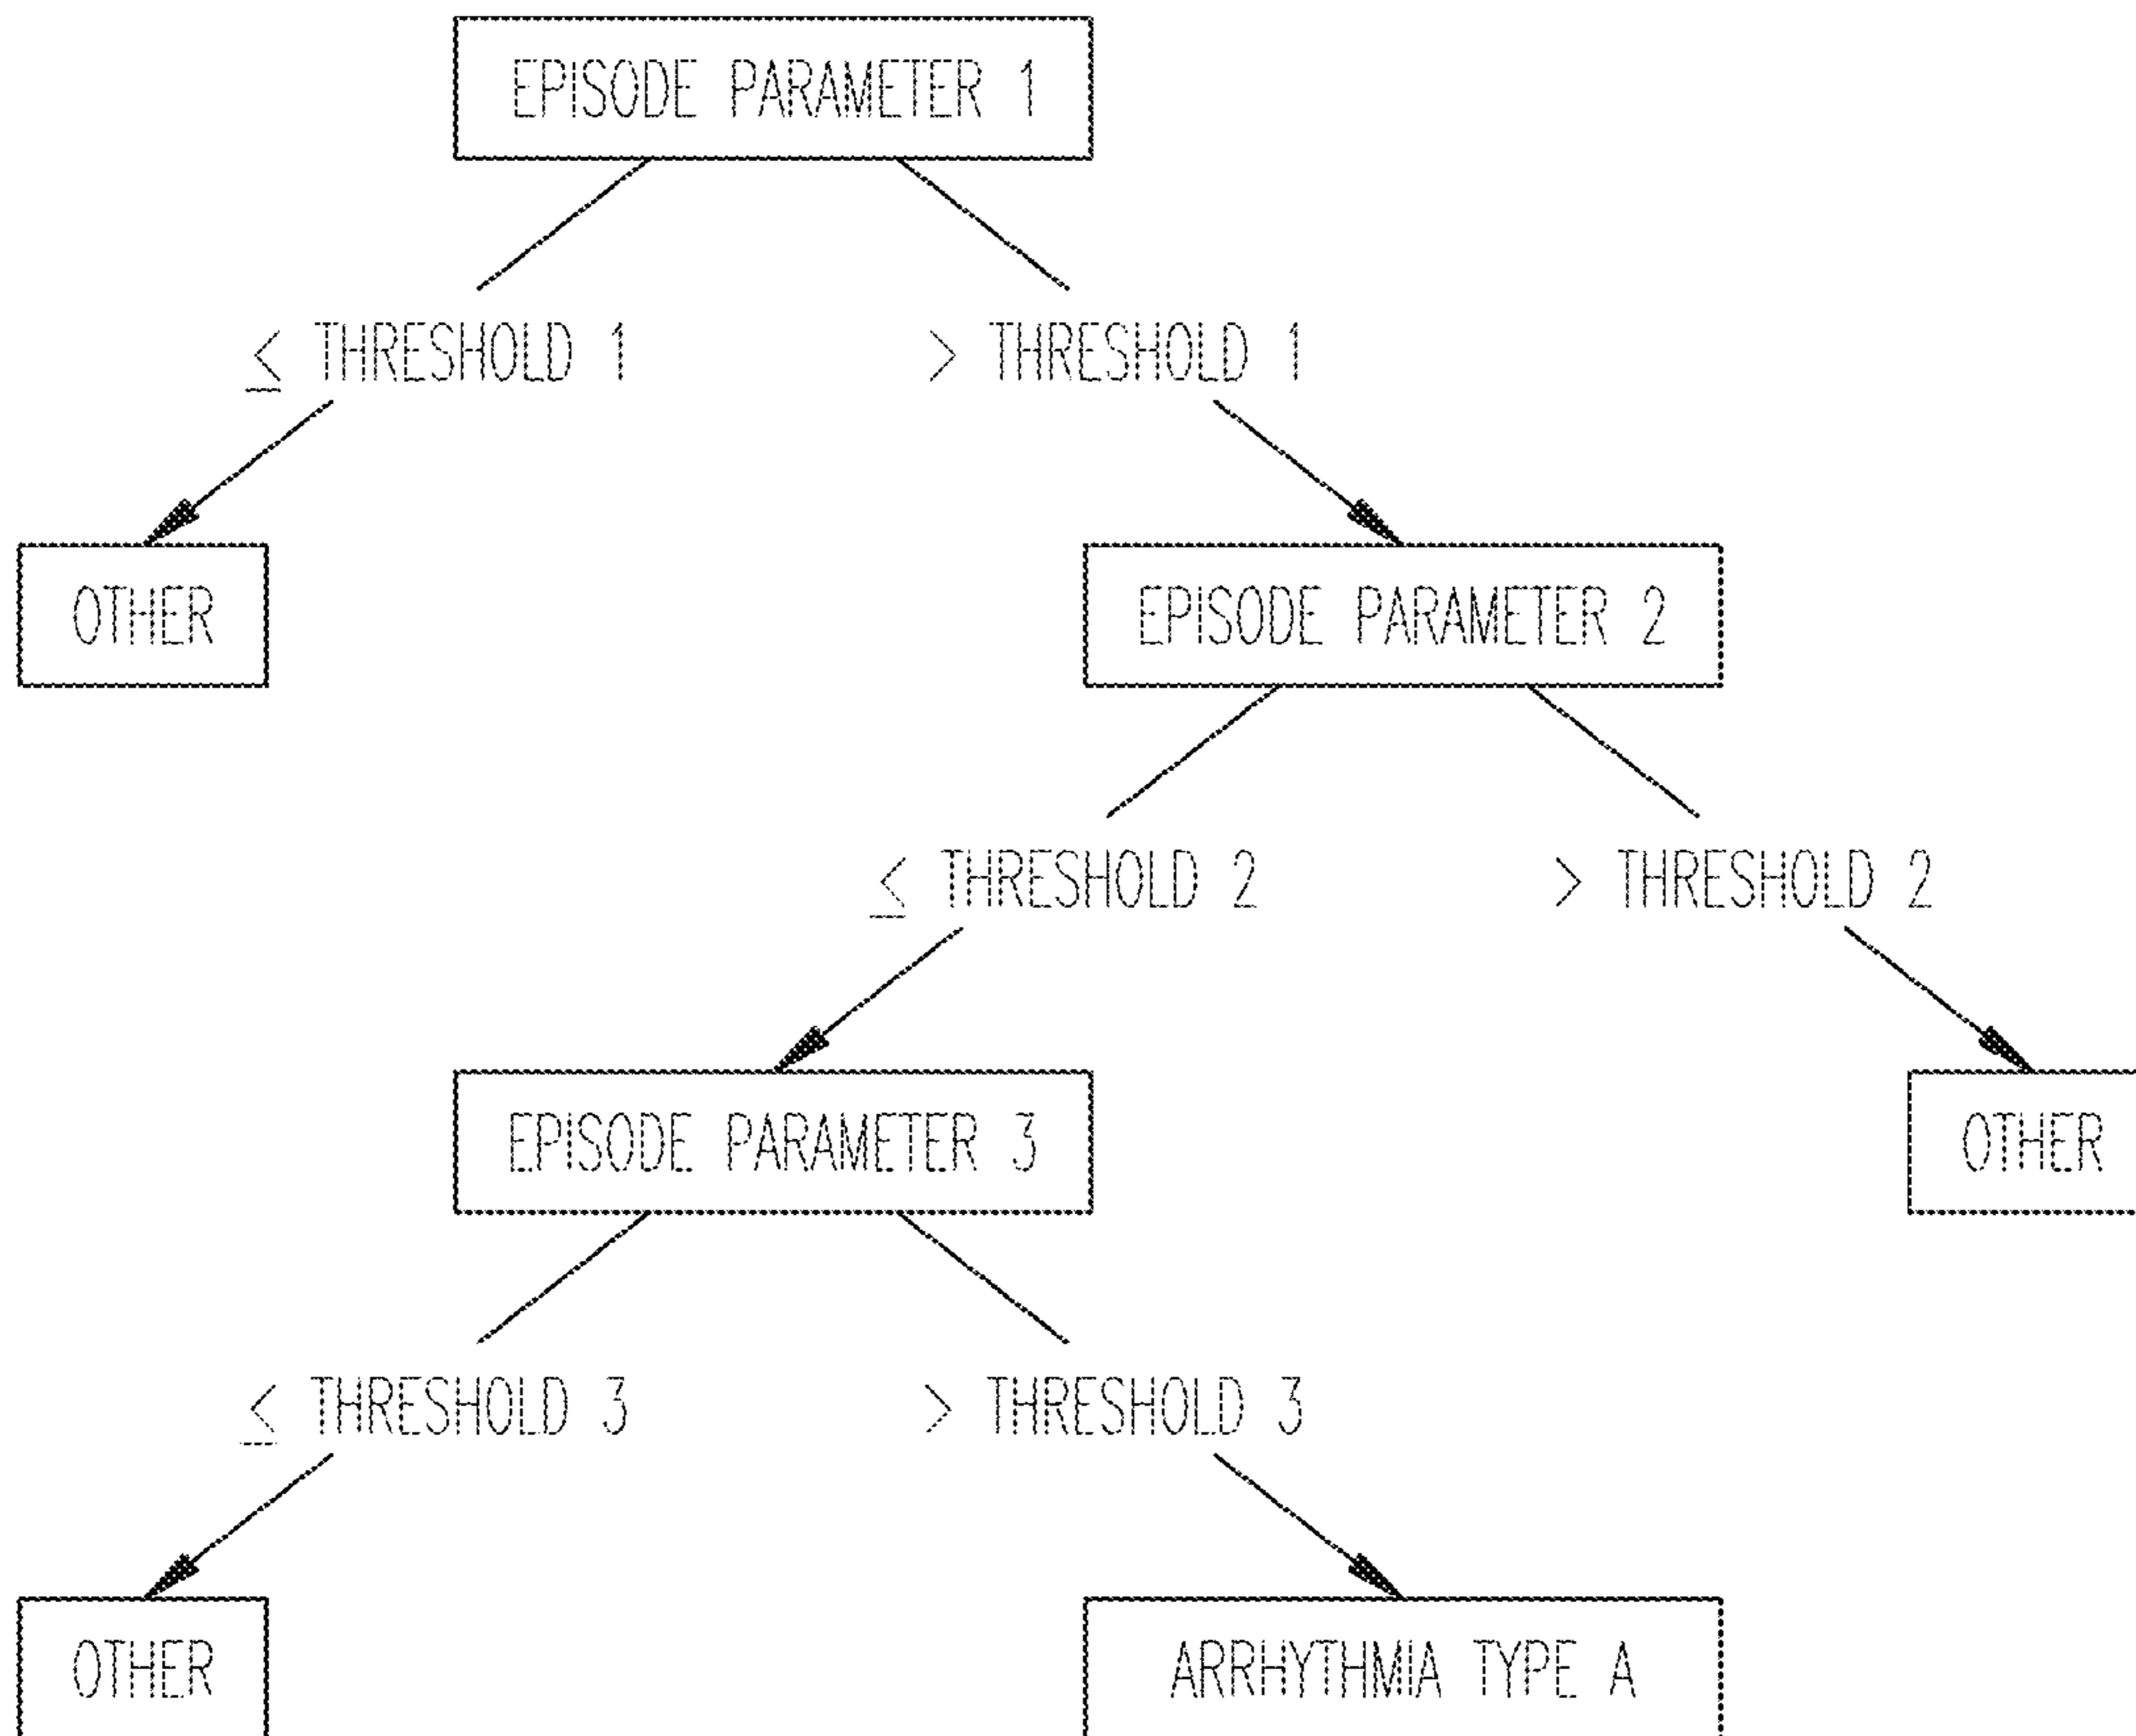 EPISODE PARAMETER 1
≤ THRESHOLD 1
> THRESHOLD 1
OTHER
EPISODE PARAMETER 2
≤ THRESHOLD 2
> THRESHOLD 2
EPISODE PARAMETER 3
OTHER
≤ THRESHOLD 3
> THRESHOLD 3
OTHER
ARRHYTHMIA TYPE A